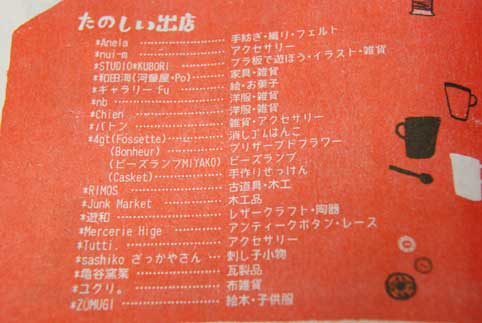 たのしい出店
*Aneia ……………… 手紡ぎ・織り・フェルト
*nui-m ……………… アクセサリー
*STUDIO*KUBORI ……… プラ板で遊ぼう・イラスト・雑貨
*和田海(河童屋・Po) ……… 家具・雑貨
*ギャラリー Fu ……… 絵・お菓子
*nb ……………… 洋服・雑貨
*Chien ……………… 洋服・雑貨
*バトン ……………… 雑貨・アクセサリー
*4gt(Fossette) ……… 消しゴムはんこ
(Bonheur) ……… プリザーブドフラワー
(ビーズランプMIYAKO) ビーズランプ
(Casket) ……… 手作りせっけん
*RIMOS ……………… 古道具・木工
*Junk Market ……… 木工品
*遊和 ……………… レザークラフト・陶器
*Mercerie Hige ……… アンティークボタン・レース
*Tutti. ……………… アクセサリー
*sashiko ざっかやさん … 刺し子小物
*亀谷窯業 ……………… 瓦製品
*ユクリ。 ……………… 布雑貨
*ZUMUGI ……………… 絵本・子供服